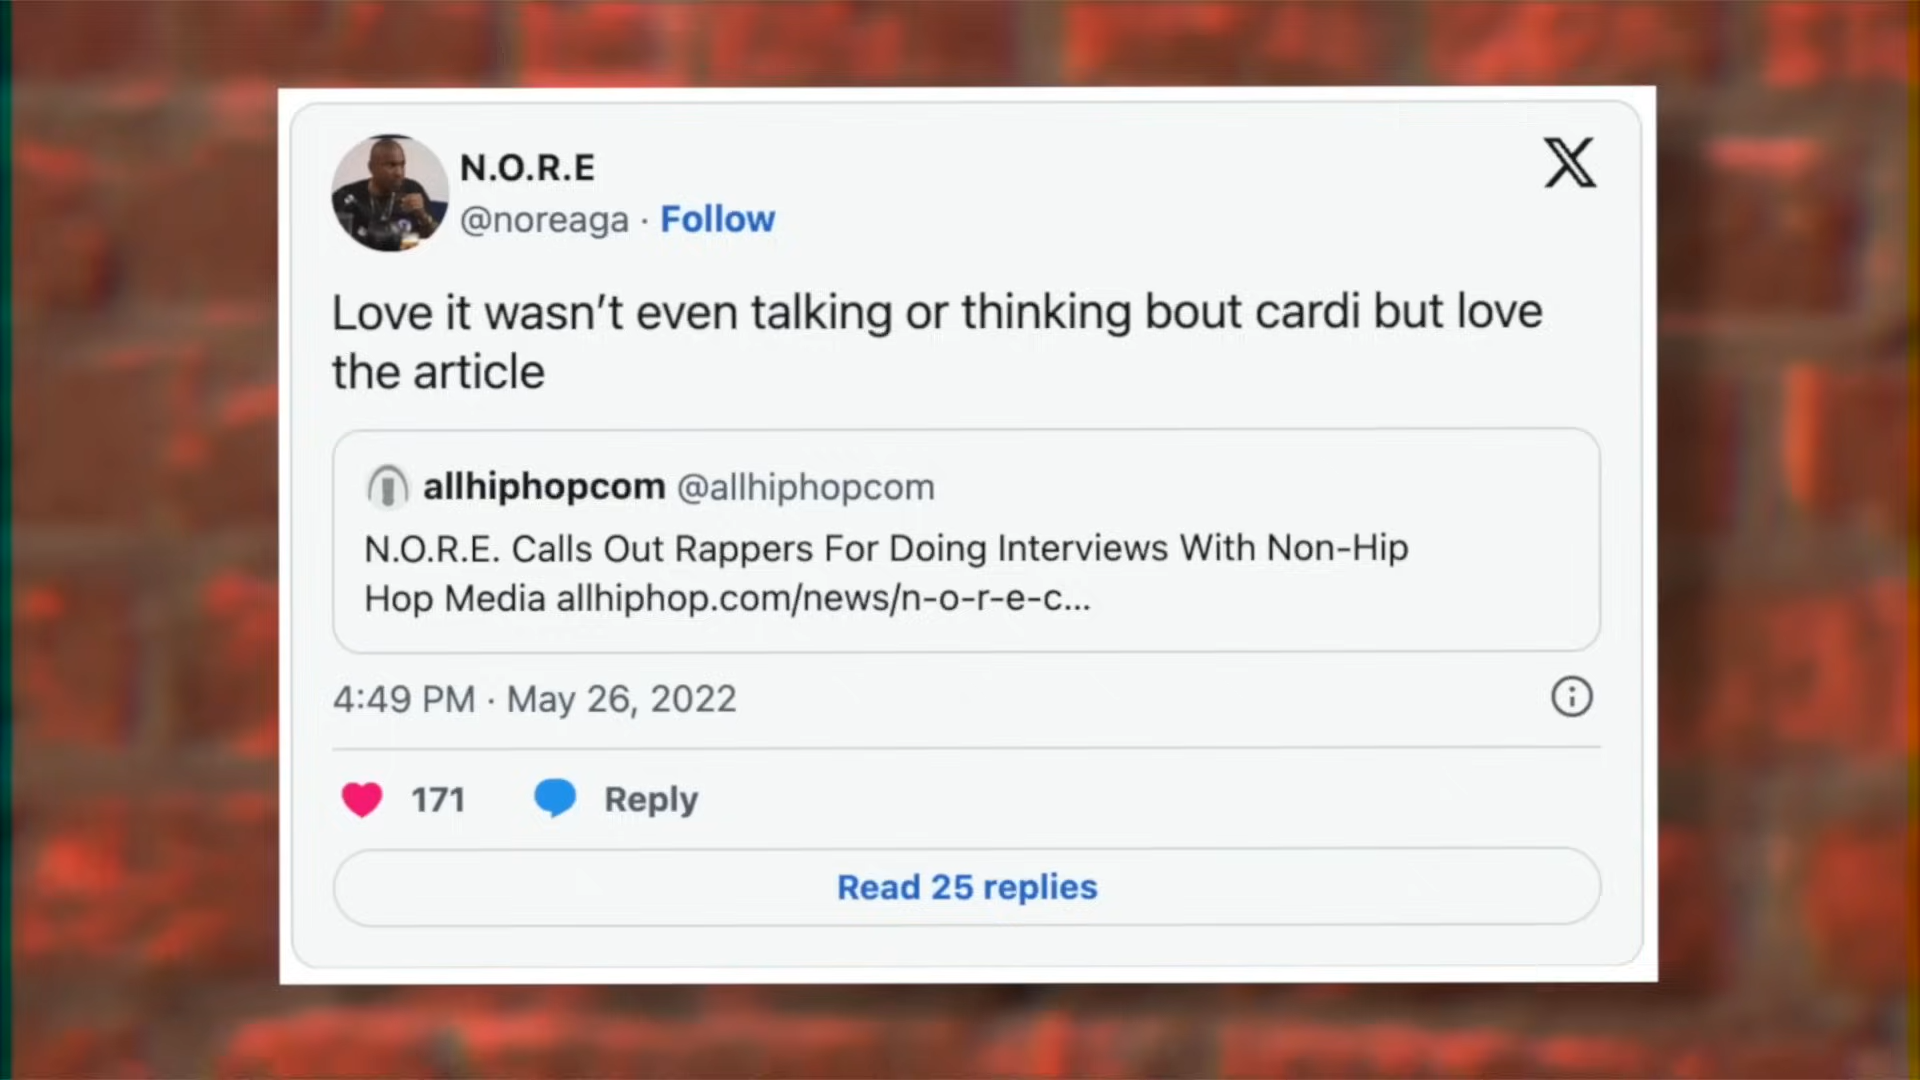 N.O.R.E
@noreaga · Follow
Love it wasn’t even talking or thinking bout cardi but love
the article
allhiphopcom @allhiphopcom
N.O.R.E. Calls Out Rappers For Doing Interviews With Non-Hip
Hop Media allhiphop.com/news/n-o-r-e-c...
4:49 PM · May 26, 2022
171 Reply
Read 25 replies